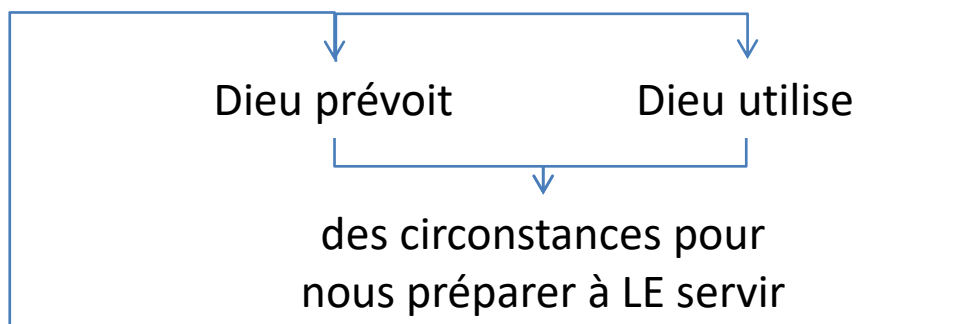 Dieu prévoit Dieu utilise
des circonstances pour
nous préparer à LE servir